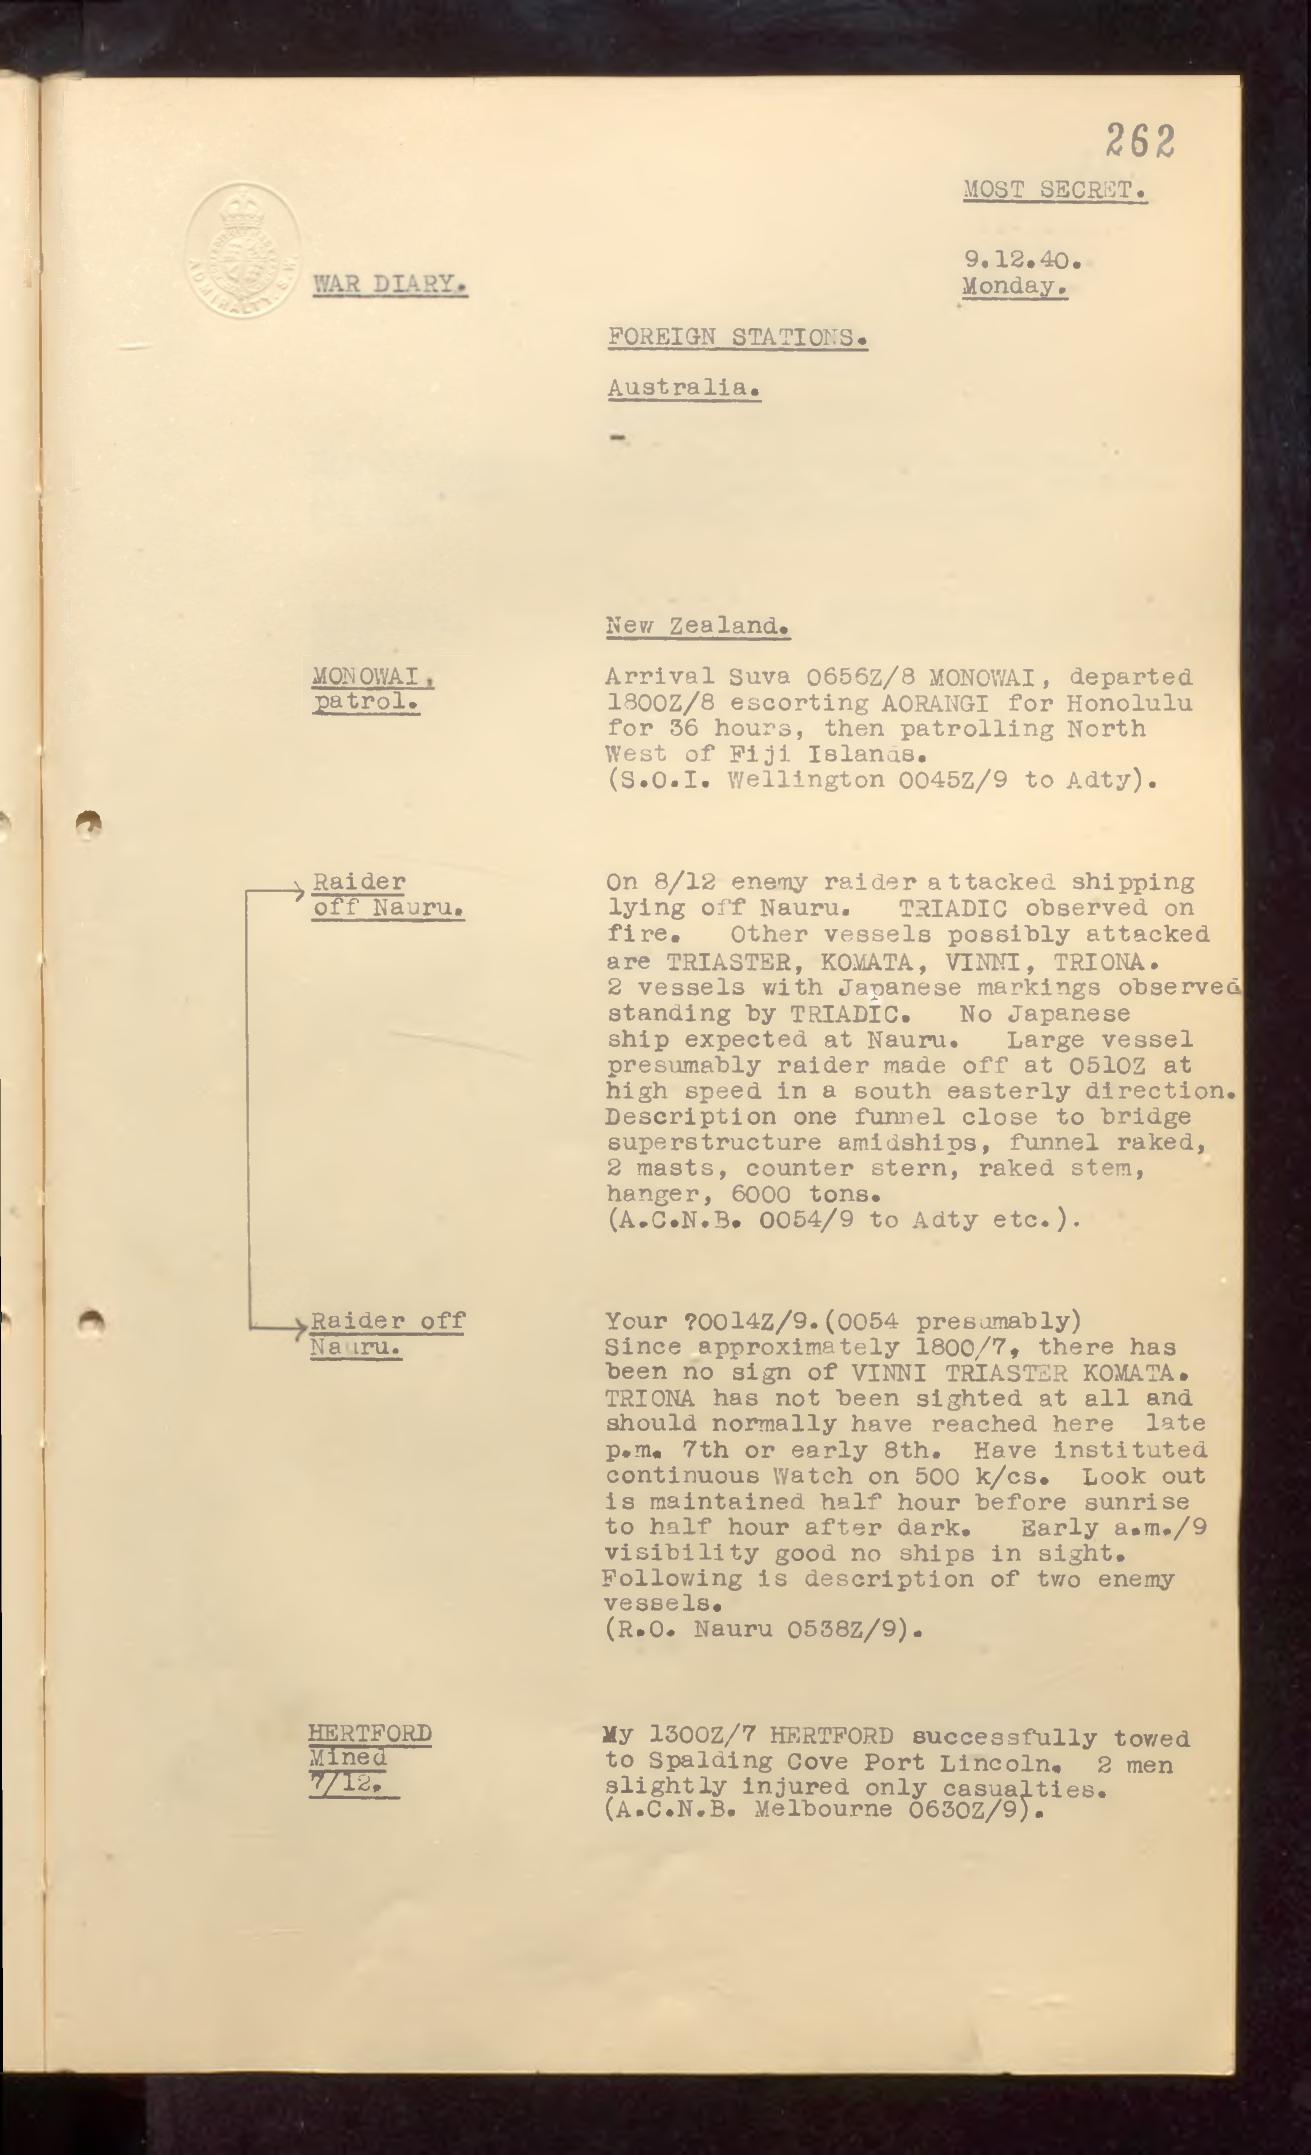 262
MOST SECRET.
9.12.40.
Monday.
ADMIRALTY. S.W.
WAR DIARY.
FOREIGN STATIONS.
Australia.
-
New Zealand.
MONOWAI,
patrol.
Arrival Suva 0656Z/8 MONOWAI, departed
1800Z/8 escorting AORANGI for Honolulu
for 36 hours, then patrolling North
West of Fiji Islands.
(S.O.I. Wellington 0045Z/9 to Adty).
Raider
off Nauru.
On 8/12 enemy raider attacked shipping
lying off Nauru. TRIADIC observed on
fire. Other vessels possibly attacked
are TRIASTER, KOMATA, VINNI, TRIONA.
2 vessels with Japanese markings observed
standing by TRIADIC. No Japanese
ship expected at Nauru. Large vessel
presumably raider made off at 0510Z at
high speed in a south easterly direction.
Description one funnel close to bridge
superstructure amidships, funnel raked,
2 masts, counter stern, raked stem,
hanger, 6000 tons.
(A.C.N.B. 0054/9 to Adty etc.).
Raider off
Nauru.
Your ?0014Z/9.(0054 presumably)
Since approximately 1800/7, there has
been no sign of VINNI TRIASTER KOMATA.
TRIONA has not been sighted at all and
should normally have reached here late
p.m. 7th or early 8th. Have instituted
continuous Watch on 500 k/cs. Look out
is maintained half hour before sunrise
to half hour after dark. Early a.m./9
visibility good no ships in sight.
Following is description of two enemy
vessels.
(R.O. Nauru 0538Z/9).
HERTFORD
Mined
7/12.
My 1300Z/7 HERTFORD successfully towed
to Spalding Cove Port Lincoln. 2 men
slightly injured only casualties.
(A.C.N.B. Melbourne 0630Z/9).